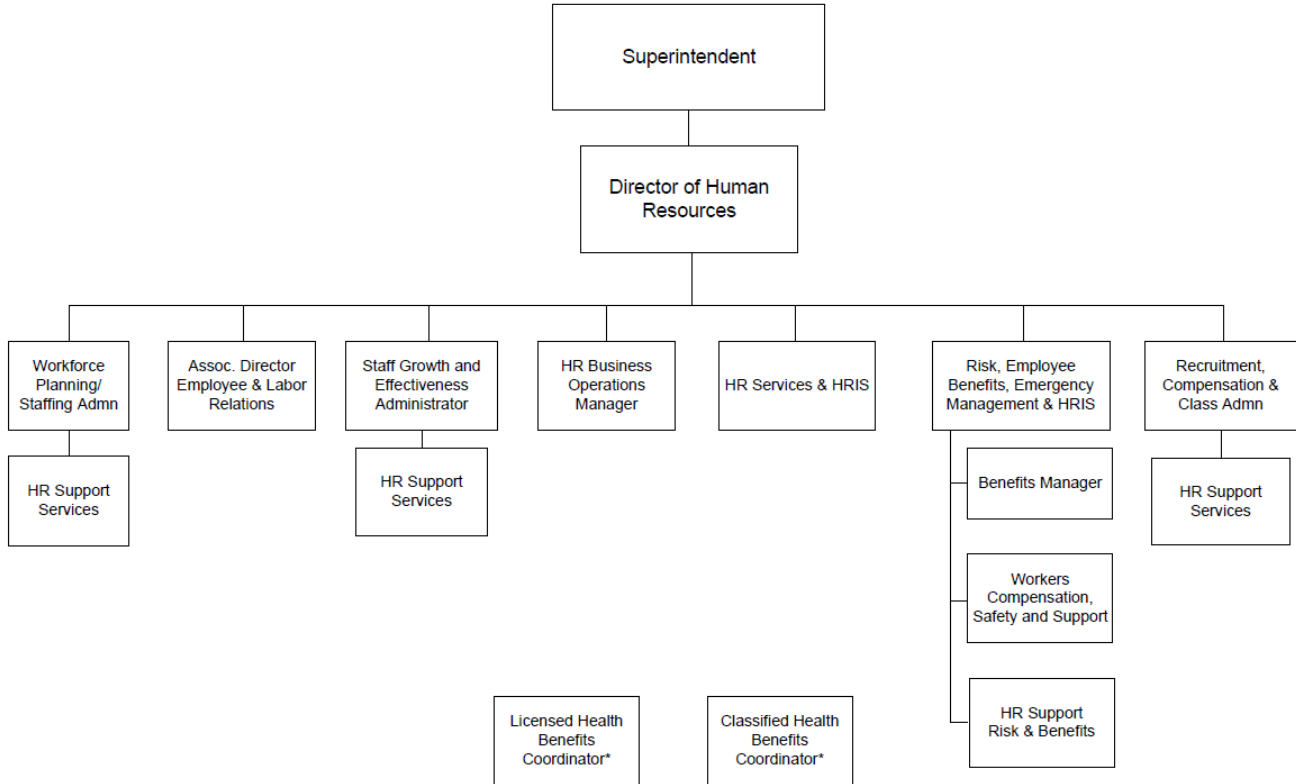 Superintendent
Director of Human
Resources
Workforce
Planning/
Staffing Admn
Assoc. Director
Employee & Labor
Relations
Staff Growth and
Effectiveness
Administrator
HR Business
Operations
Manager
HR Services & HRIS
Risk, Employee
Benefits, Emergency
Management & HRIS
Recruitment,
Compensation &
Class Admn
HR Support
Services
HR Support
Services
Benefits Manager
HR Support
Services
Workers
Compensation,
Safety and Support
HR Support
Risk & Benefits
Licensed Health
Benefits
Coordinator*
Classified Health
Benefits
Coordinator*